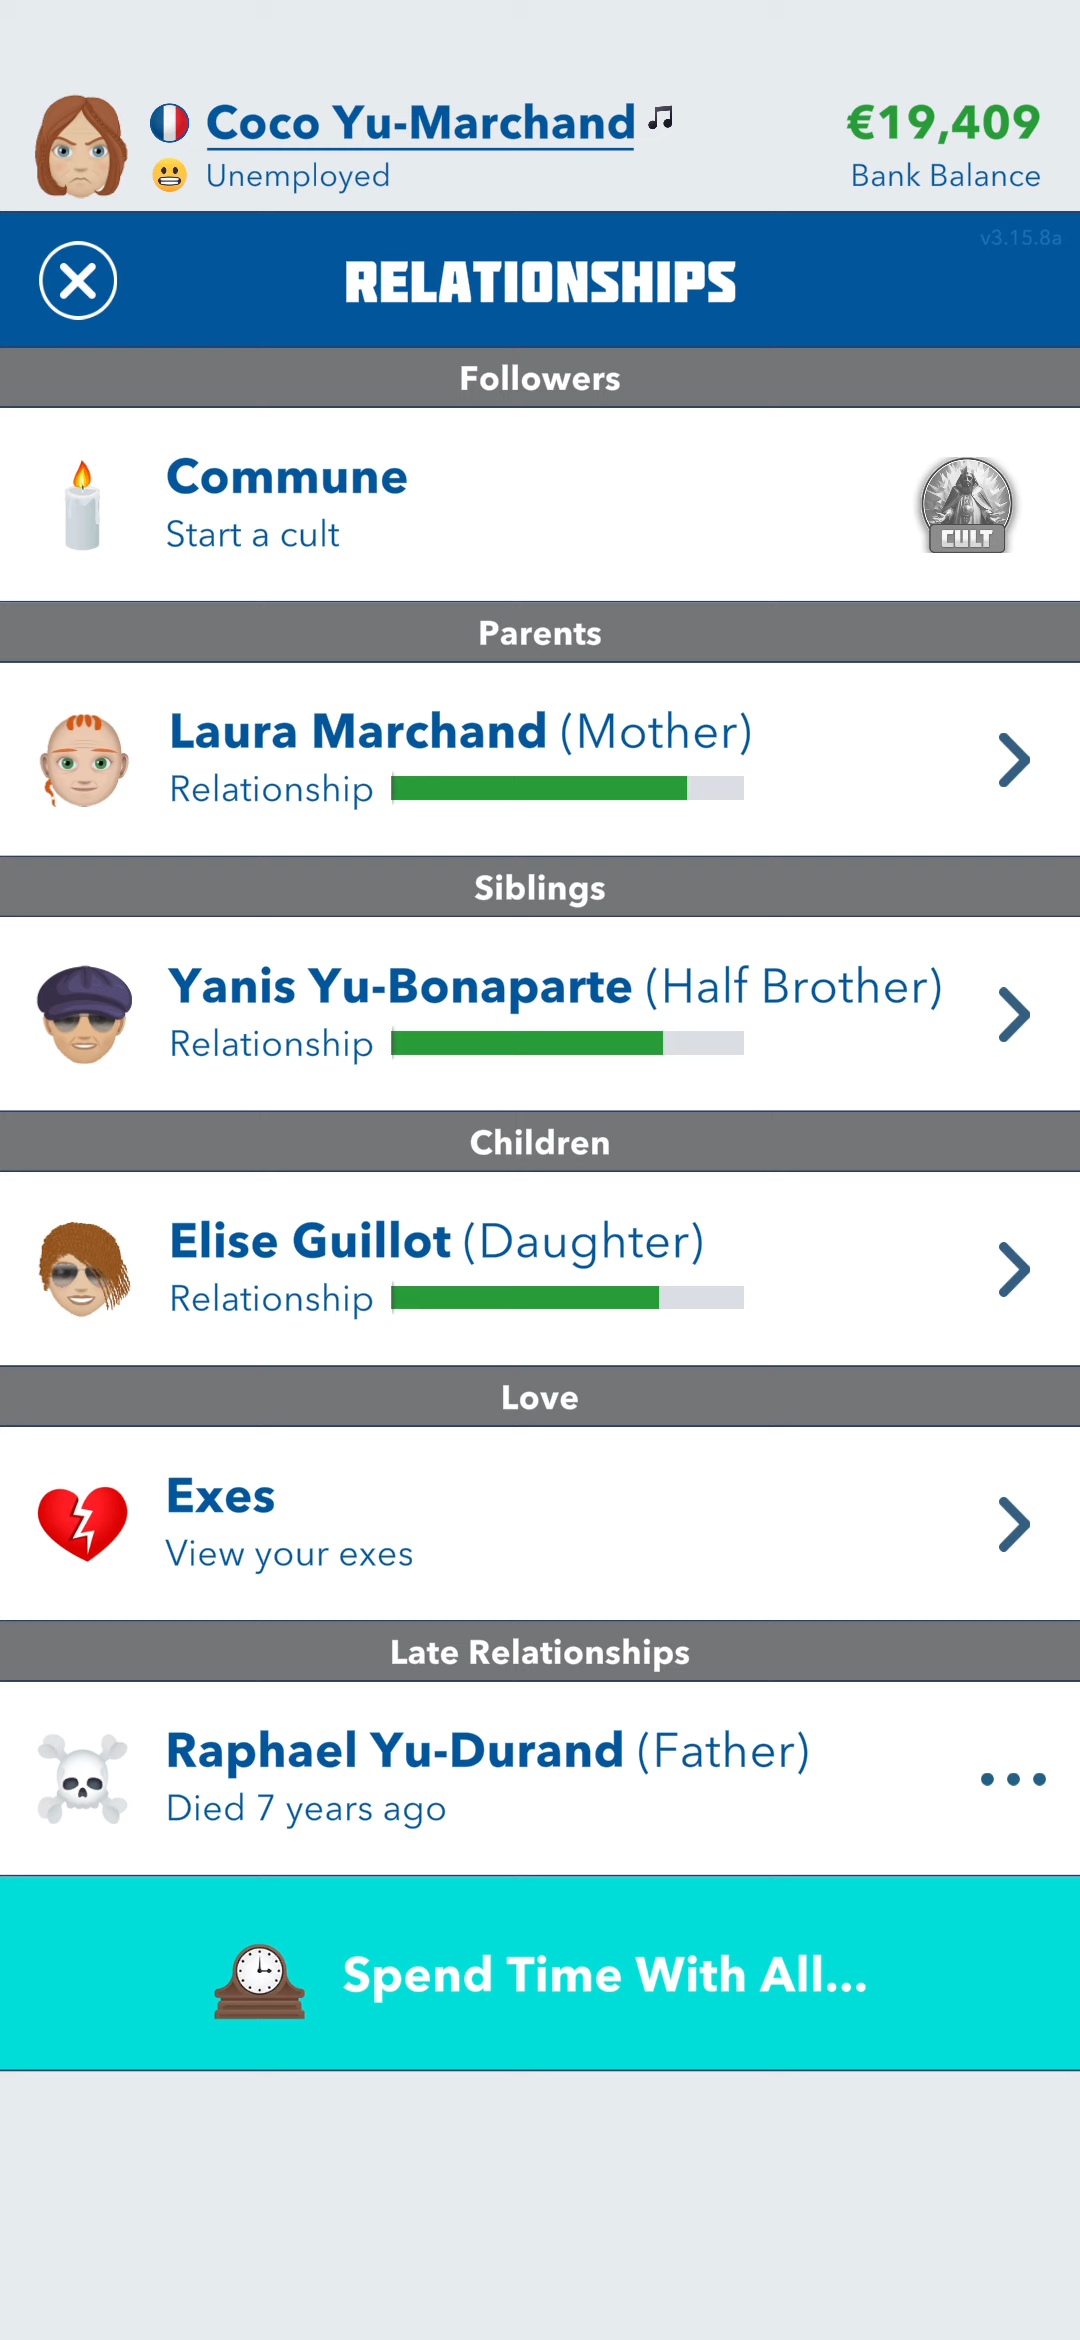 Coco Yu-Marchand
€19,409
Unemployed
Bank Balance
v3.15.8a
RELATIONSHIPS
Followers
Commune
Start a cult
CULT
Parents
Laura Marchand (Mother)
Relationship
Siblings
Yanis Yu-Bonaparte (Half Brother)
Relationship
Children
Elise Guillot (Daughter)
Relationship
Love
Exes
View your exes
Late Relationships
Raphael Yu-Durand (Father)
Died 7 years ago
Spend Time With All...